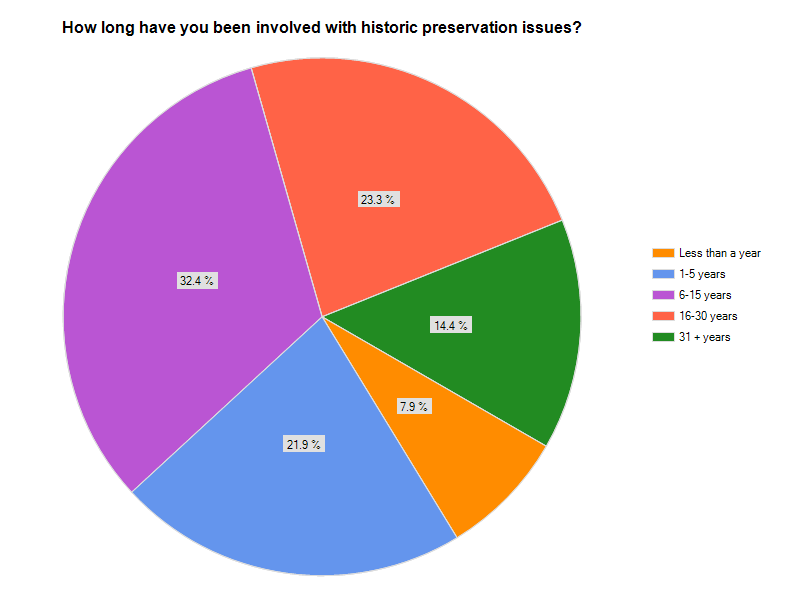 How long have you been involved with historic preservation issues?
23.3 %
32.4 %
14.4 %
7.9 %
21.9 %
Less than a year
1-5 years
6-15 years
16-30 years
31 + years